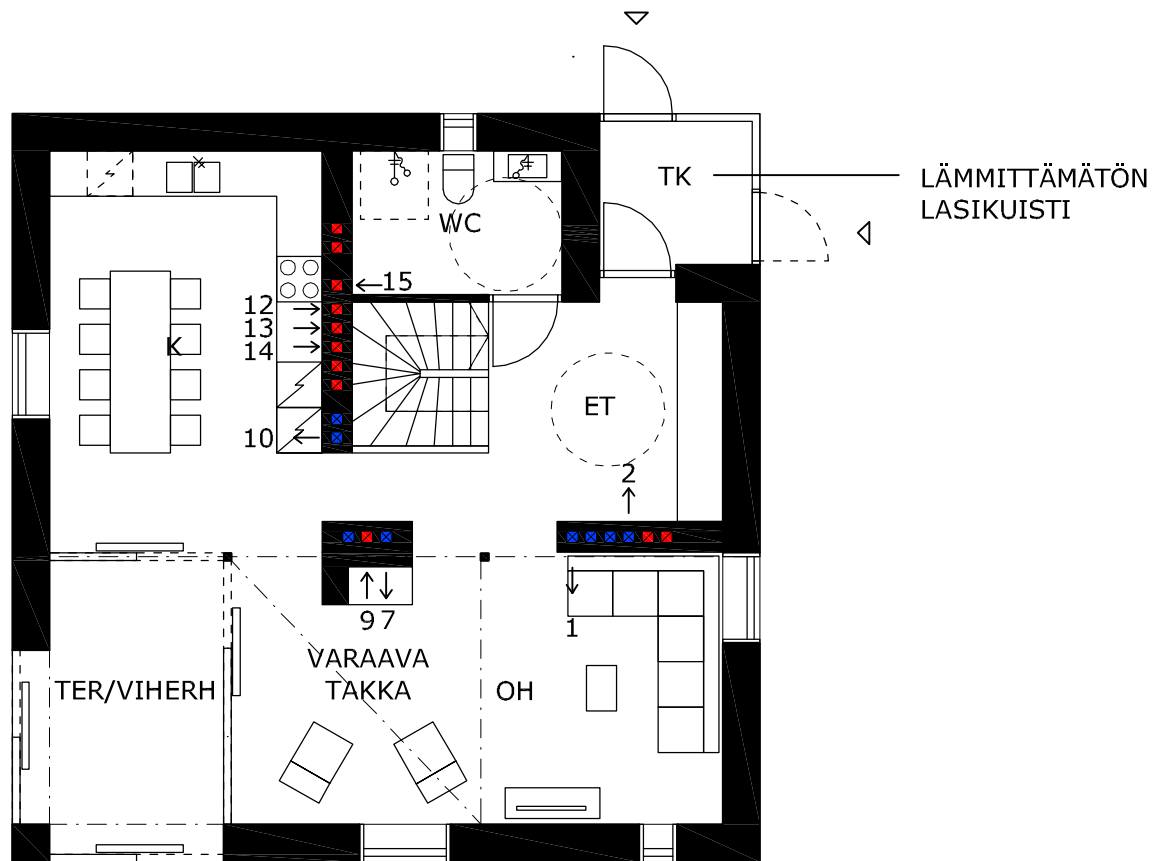 TK
LÄMMITTÄMÄTÖN
LASIKUISTI
WC
15
12
13
14
K
ET
10
2
9 7
1
VARAAVA
TAKKA
TER/VIHERH
OH